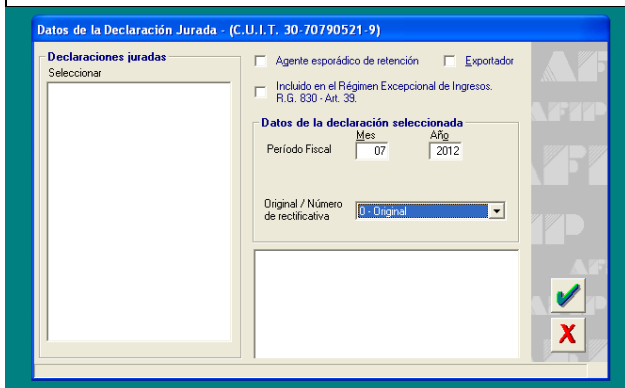 Datos de la Declaración Jurada - (C.U.I.T. 30-70790521-9)
Declaraciones juradas
Seleccionar
Agente esporádico de retención
Exportador
Incluido en el Régimen Excepcional de Ingresos.
R.G. 830 - Art. 39.
Datos de la declaración seleccionada
Mes Año
Período Fiscal 07 2012
Original / Número
de rectificativa
0 - Original
AFIP